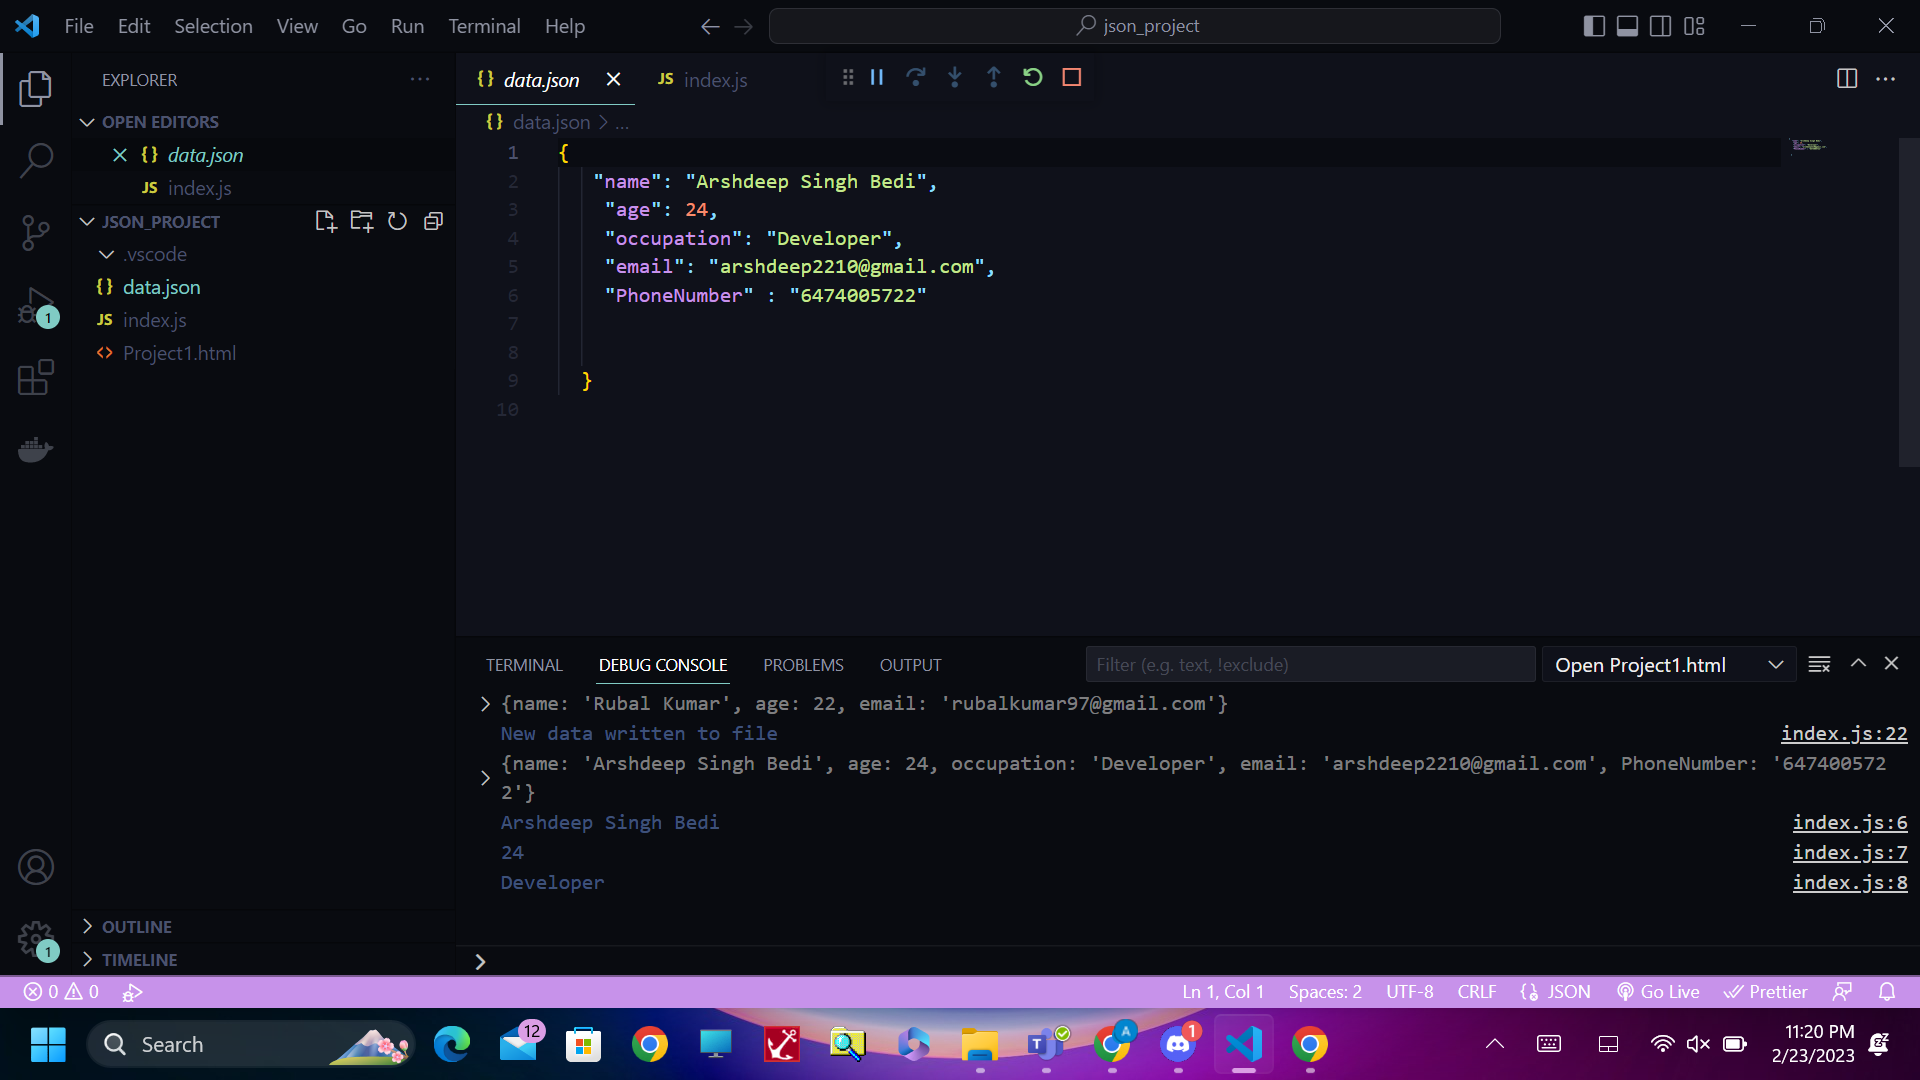 File Edit Selection View Go Run Terminal Help
json_project
EXPLORER
OPEN EDITORS
{} data.json
JS index.js
JSON_PROJECT
.vscode
{} data.json
JS index.js
<> Project1.html
OUTLINE
TIMELINE
{} data.json
JS index.js
{} data.json > ...
1 {
2 "name": "Arshdeep Singh Bedi",
3 "age": 24,
4 "occupation": "Developer",
5 "email": "arshdeep2210@gmail.com",
6 "PhoneNumber" : "6474005722"
7
8
9 }
10
TERMINAL DEBUG CONSOLE PROBLEMS OUTPUT
Filter (e.g. text, !exclude)
Open Project1.html
> {name: 'Rubal Kumar', age: 22, email: 'rubalkumar97@gmail.com'}
New data written to file index.js:22
> {name: 'Arshdeep Singh Bedi', age: 24, occupation: 'Developer', email: 'arshdeep2210@gmail.com', PhoneNumber: '647400572
2'}
Arshdeep Singh Bedi index.js:6
24 index.js:7
Developer index.js:8
>
1
1
0 0
Ln 1, Col 1 Spaces: 2 UTF-8 CRLF {} JSON Go Live Prettier
Search
12
T
A
1
11:20 PM
2/23/2023